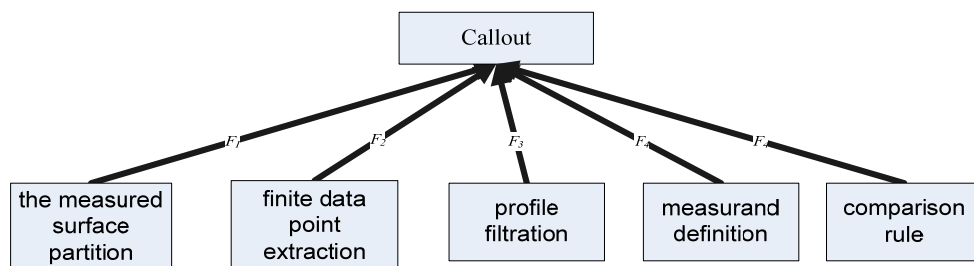 Callout
F1
F2
F3
F4
F4
the measured
surface
partition
finite data
point
extraction
profile
filtration
measurand
definition
comparison
rule